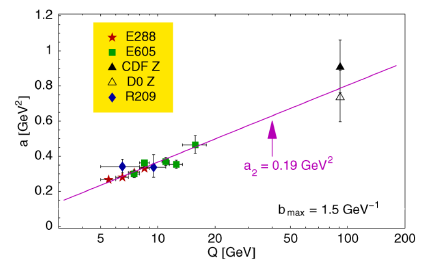 1.2
1
0.8
0.6
0.4
0.2
0
a [GeV²]
E288
E605
CDF Z
D0 Z
R209
a₂ = 0.19 GeV²
b max = 1.5 GeV⁻¹
5 10 20 50 100 200
Q [GeV]